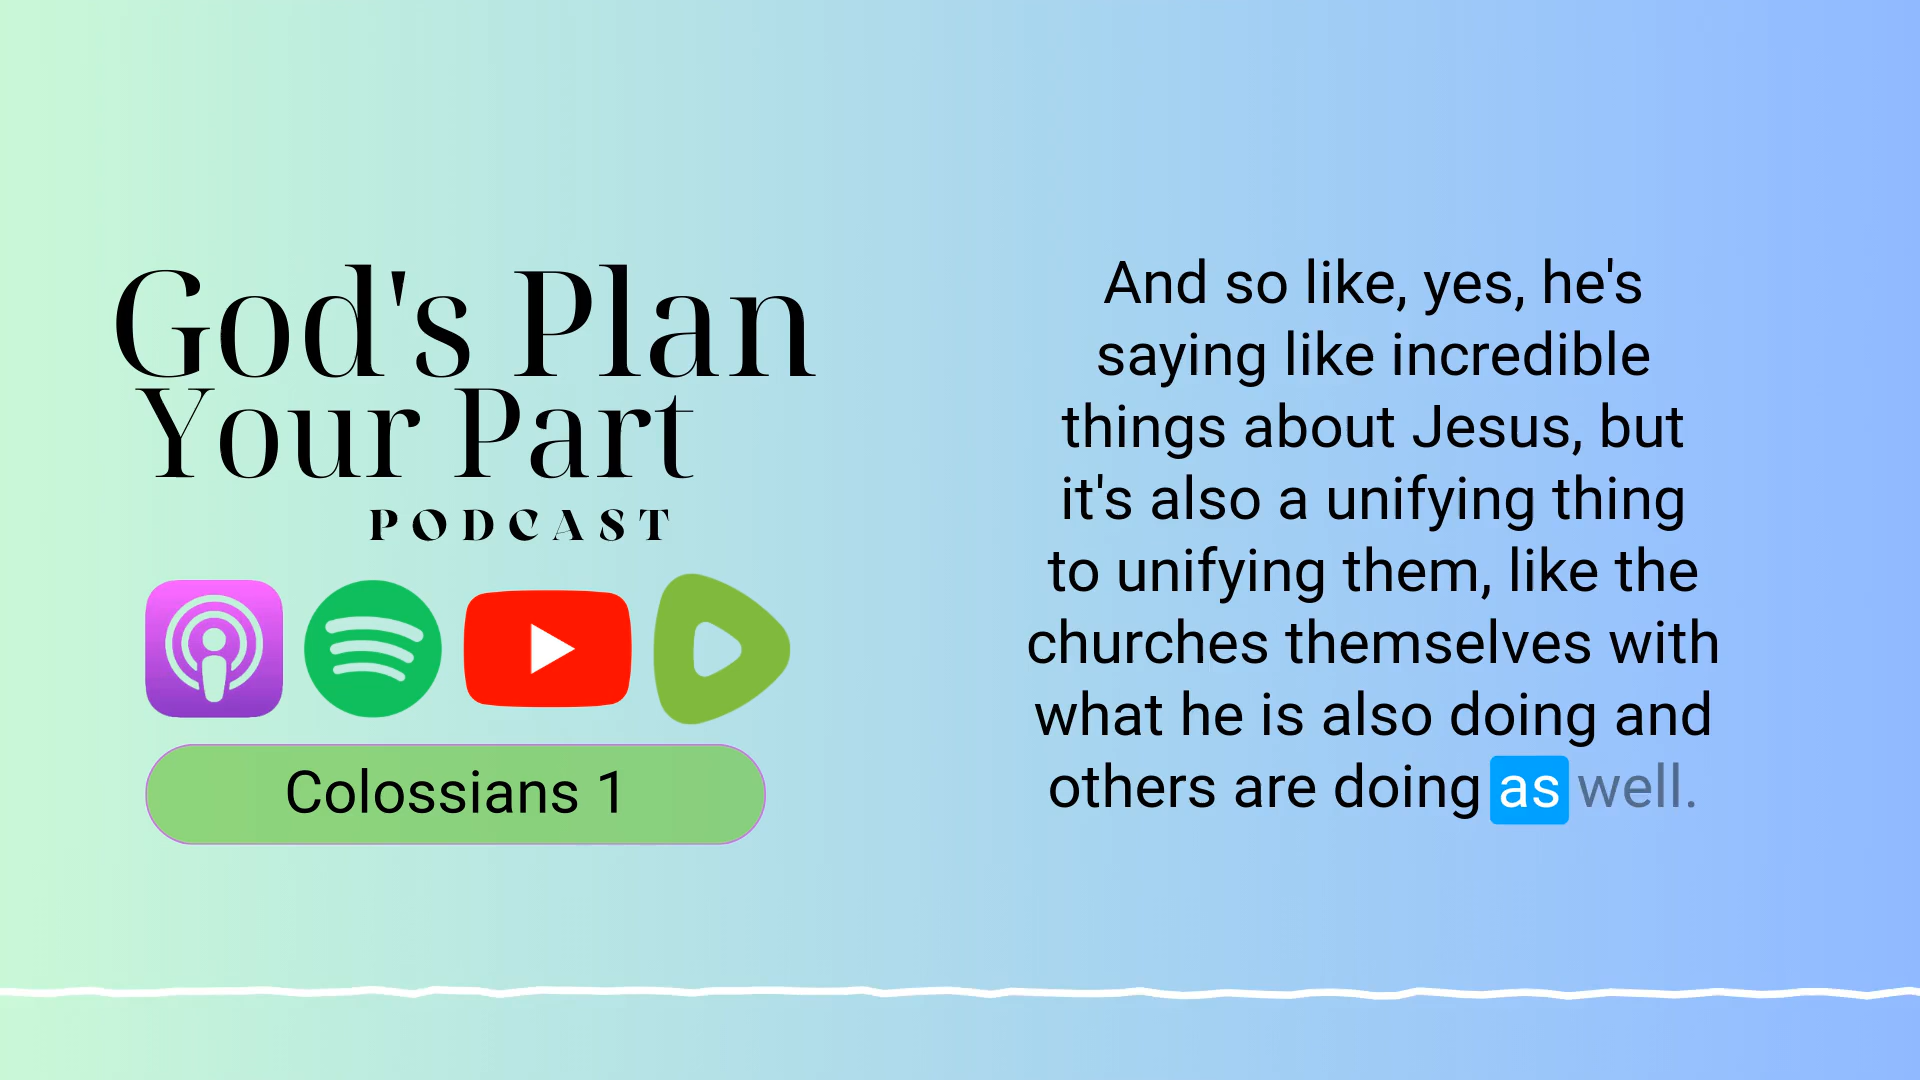 God's Plan
Your Part
PODCAST
Colossians 1
And so like, yes, he's
saying like incredible
things about Jesus, but
it's also a unifying thing
to unifying them, like the
churches themselves with
what he is also doing and
others are doing as well.